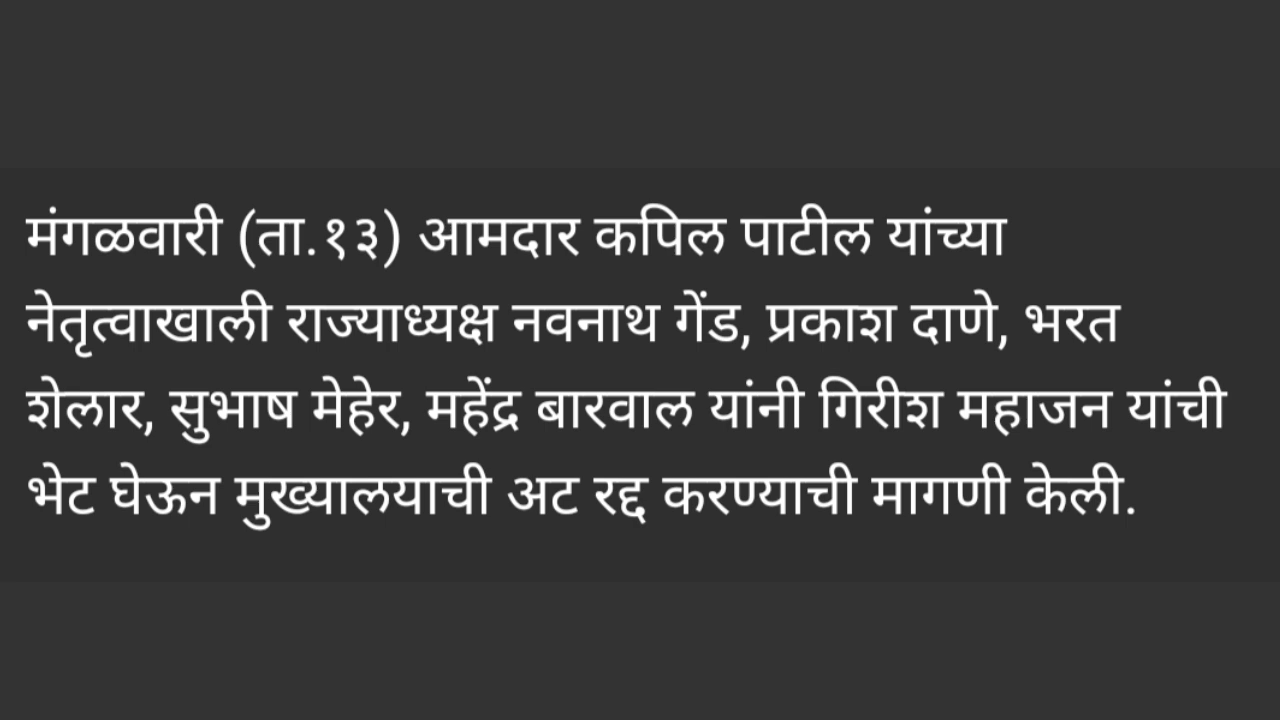 मंगळवारी (ता.१३) आमदार कपिल पाटील यांच्या
नेतृत्वाखाली राज्याध्यक्ष नवनाथ गेंड, प्रकाश दाणे, भरत
शेलार, सुभाष मेहेर, महेंद्र बारवाल यांनी गिरीश महाजन यांची
भेट घेऊन मुख्यालयाची अट रद्द करण्याची मागणी केली.